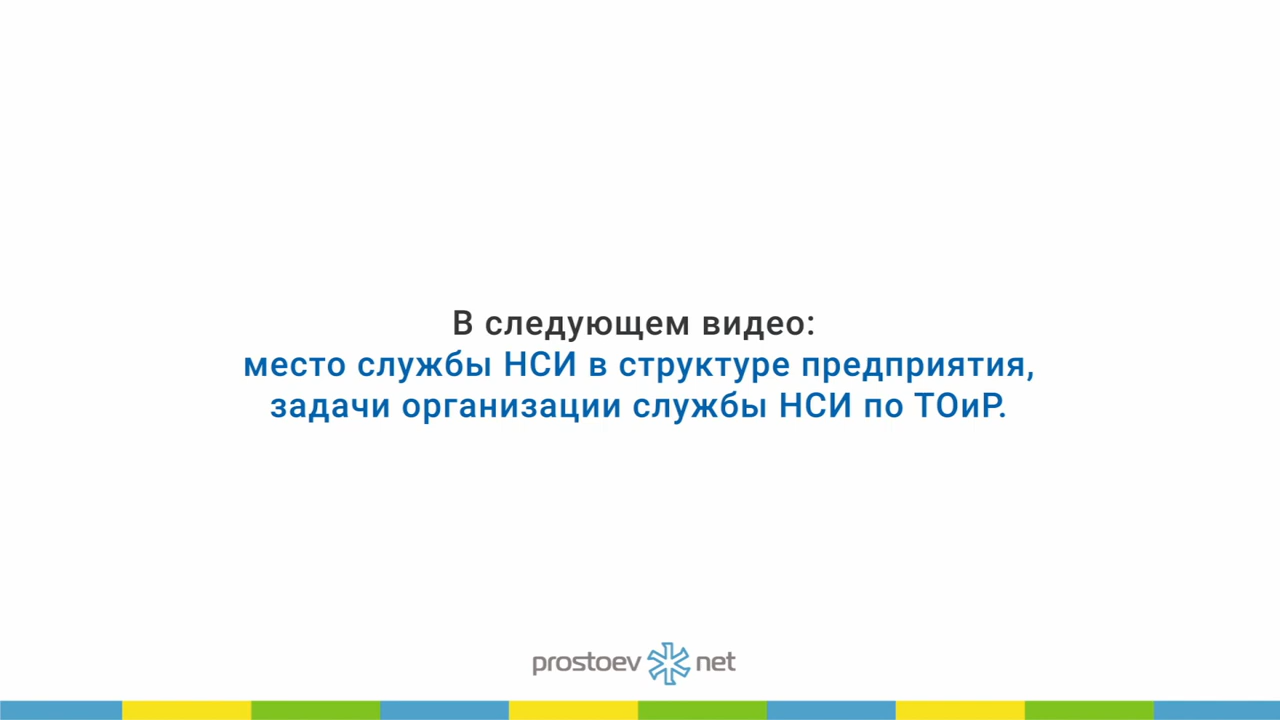 В следующем видео:
место службы НСИ в структуре предприятия,
задачи организации службы НСИ по ТОиР.
prostoev net